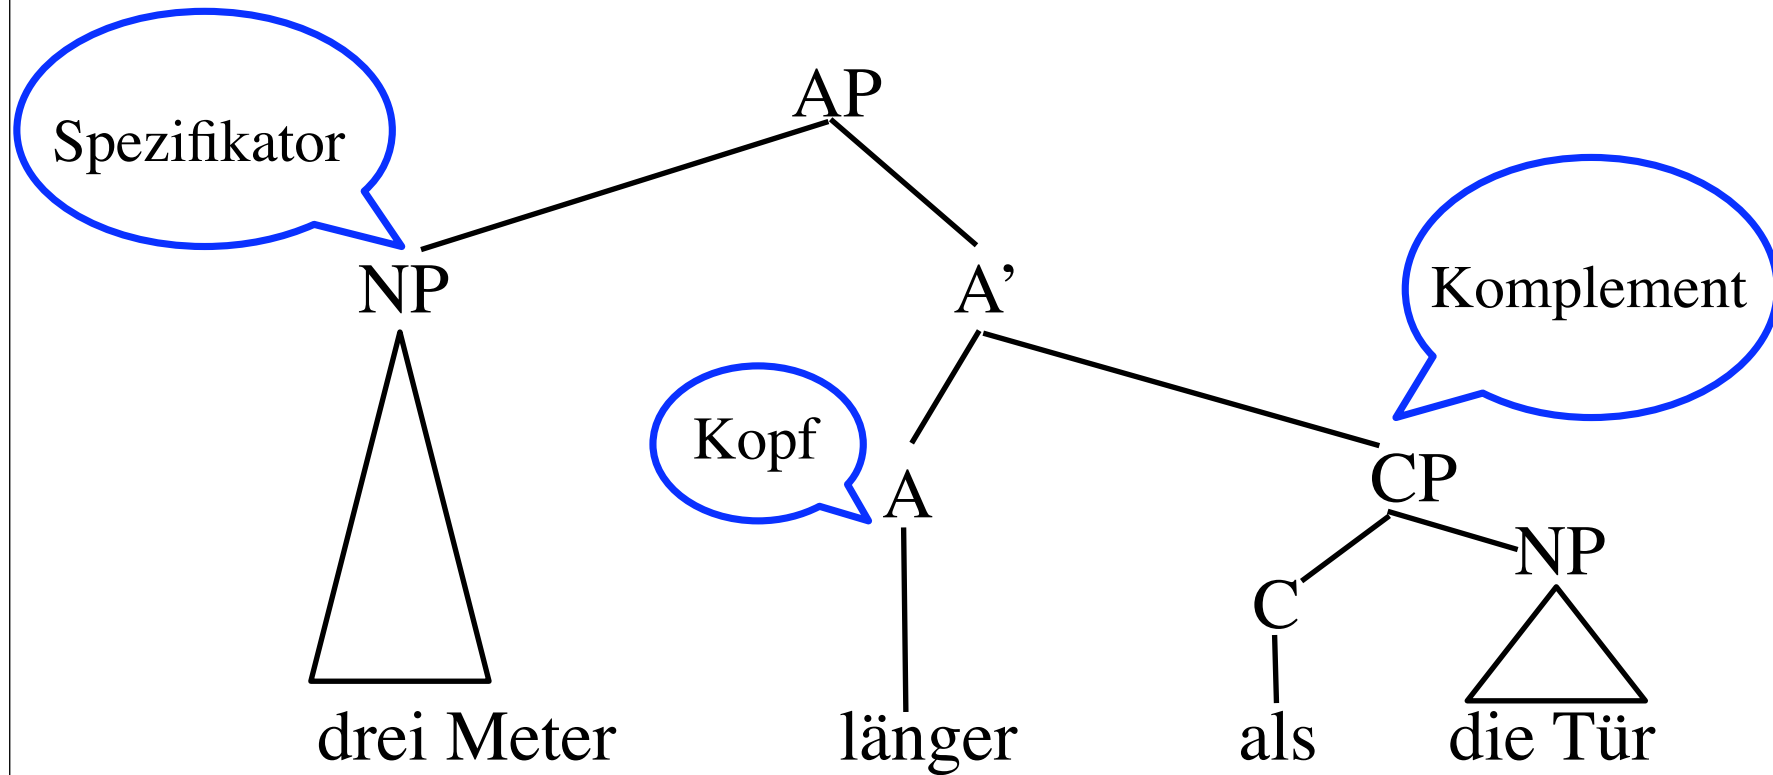 AP
Spezifikator
NP
A’
Komplement
Kopf
A
CP
NP
C
drei Meter
länger
als
die Tür